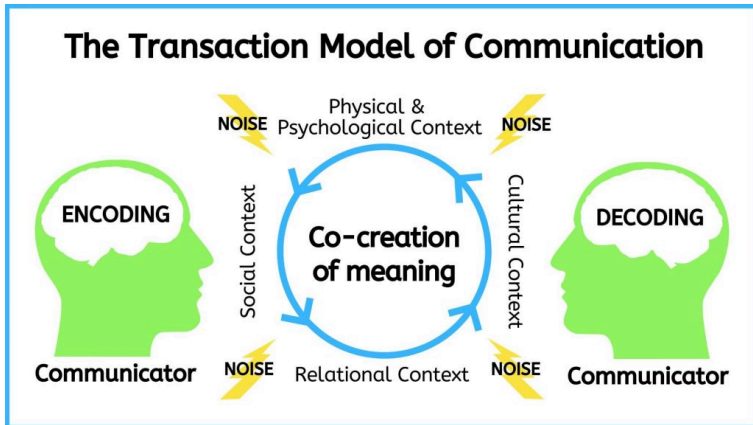 The Transaction Model of Communication
NOISE
Physical &
Psychological Context
NOISE
ENCODING
Social Context
Co-creation
of meaning
Cultural Context
DECODING
Communicator
NOISE
Relational Context
NOISE
Communicator